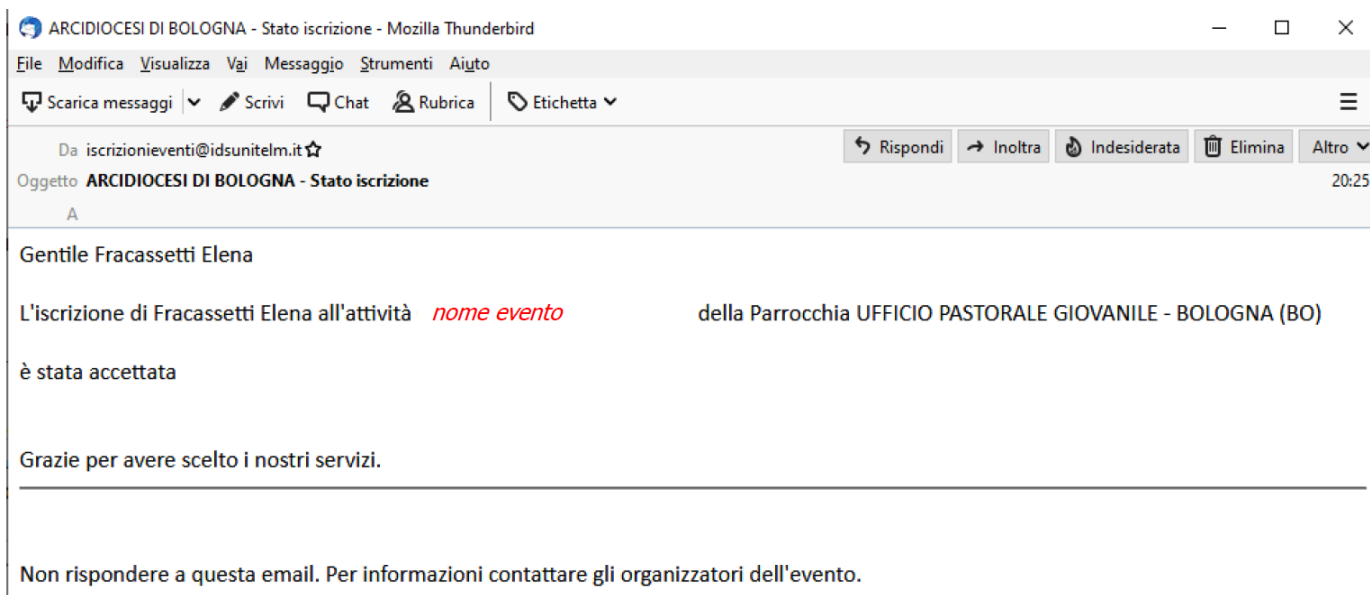 ARCIDIOCESI DI BOLOGNA - Stato iscrizione - Mozilla Thunderbird
File Modifica Visualizza Vai Messaggio Strumenti Aiuto
Scarica messaggi Scrivi Chat Rubrica Etichetta
Da iscrizionieventi@idsunitelm.it Rispondi Inoltra Indesiderata Elimina Altro
Oggetto ARCIDIOCESI DI BOLOGNA - Stato iscrizione 20:25
A
Gentile Fracassetti Elena
L'iscrizione di Fracassetti Elena all'attività nome evento della Parrocchia UFFICIO PASTORALE GIOVANILE - BOLOGNA (BO)
è stata accettata
Grazie per avere scelto i nostri servizi.
Non rispondere a questa email. Per informazioni contattare gli organizzatori dell'evento.